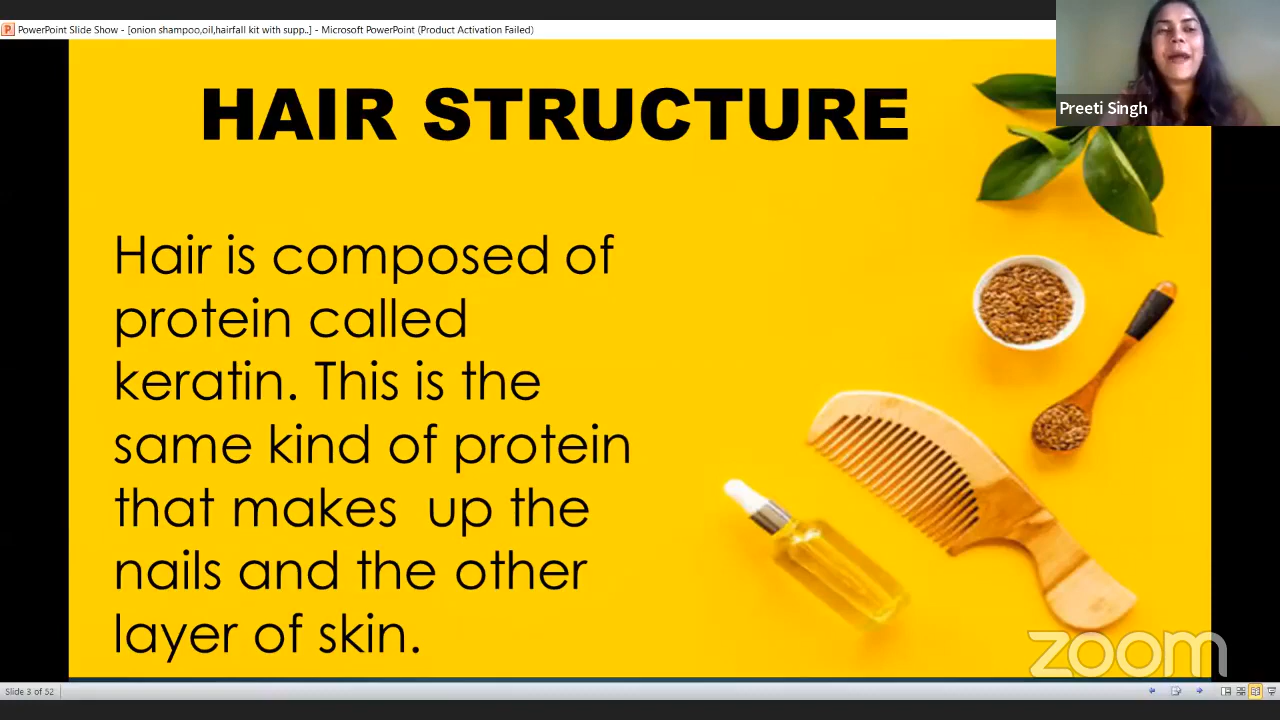 PowerPoint Slide Show - [onion shampoo,oil,hairfall kit with supp..] - Microsoft PowerPoint (Product Activation Failed)
Preeti Singh
HAIR STRUCTURE
Hair is composed of
protein called
keratin. This is the
same kind of protein
that makes  up the
nails and the other
layer of skin.
zoom
Slide 3 of 52